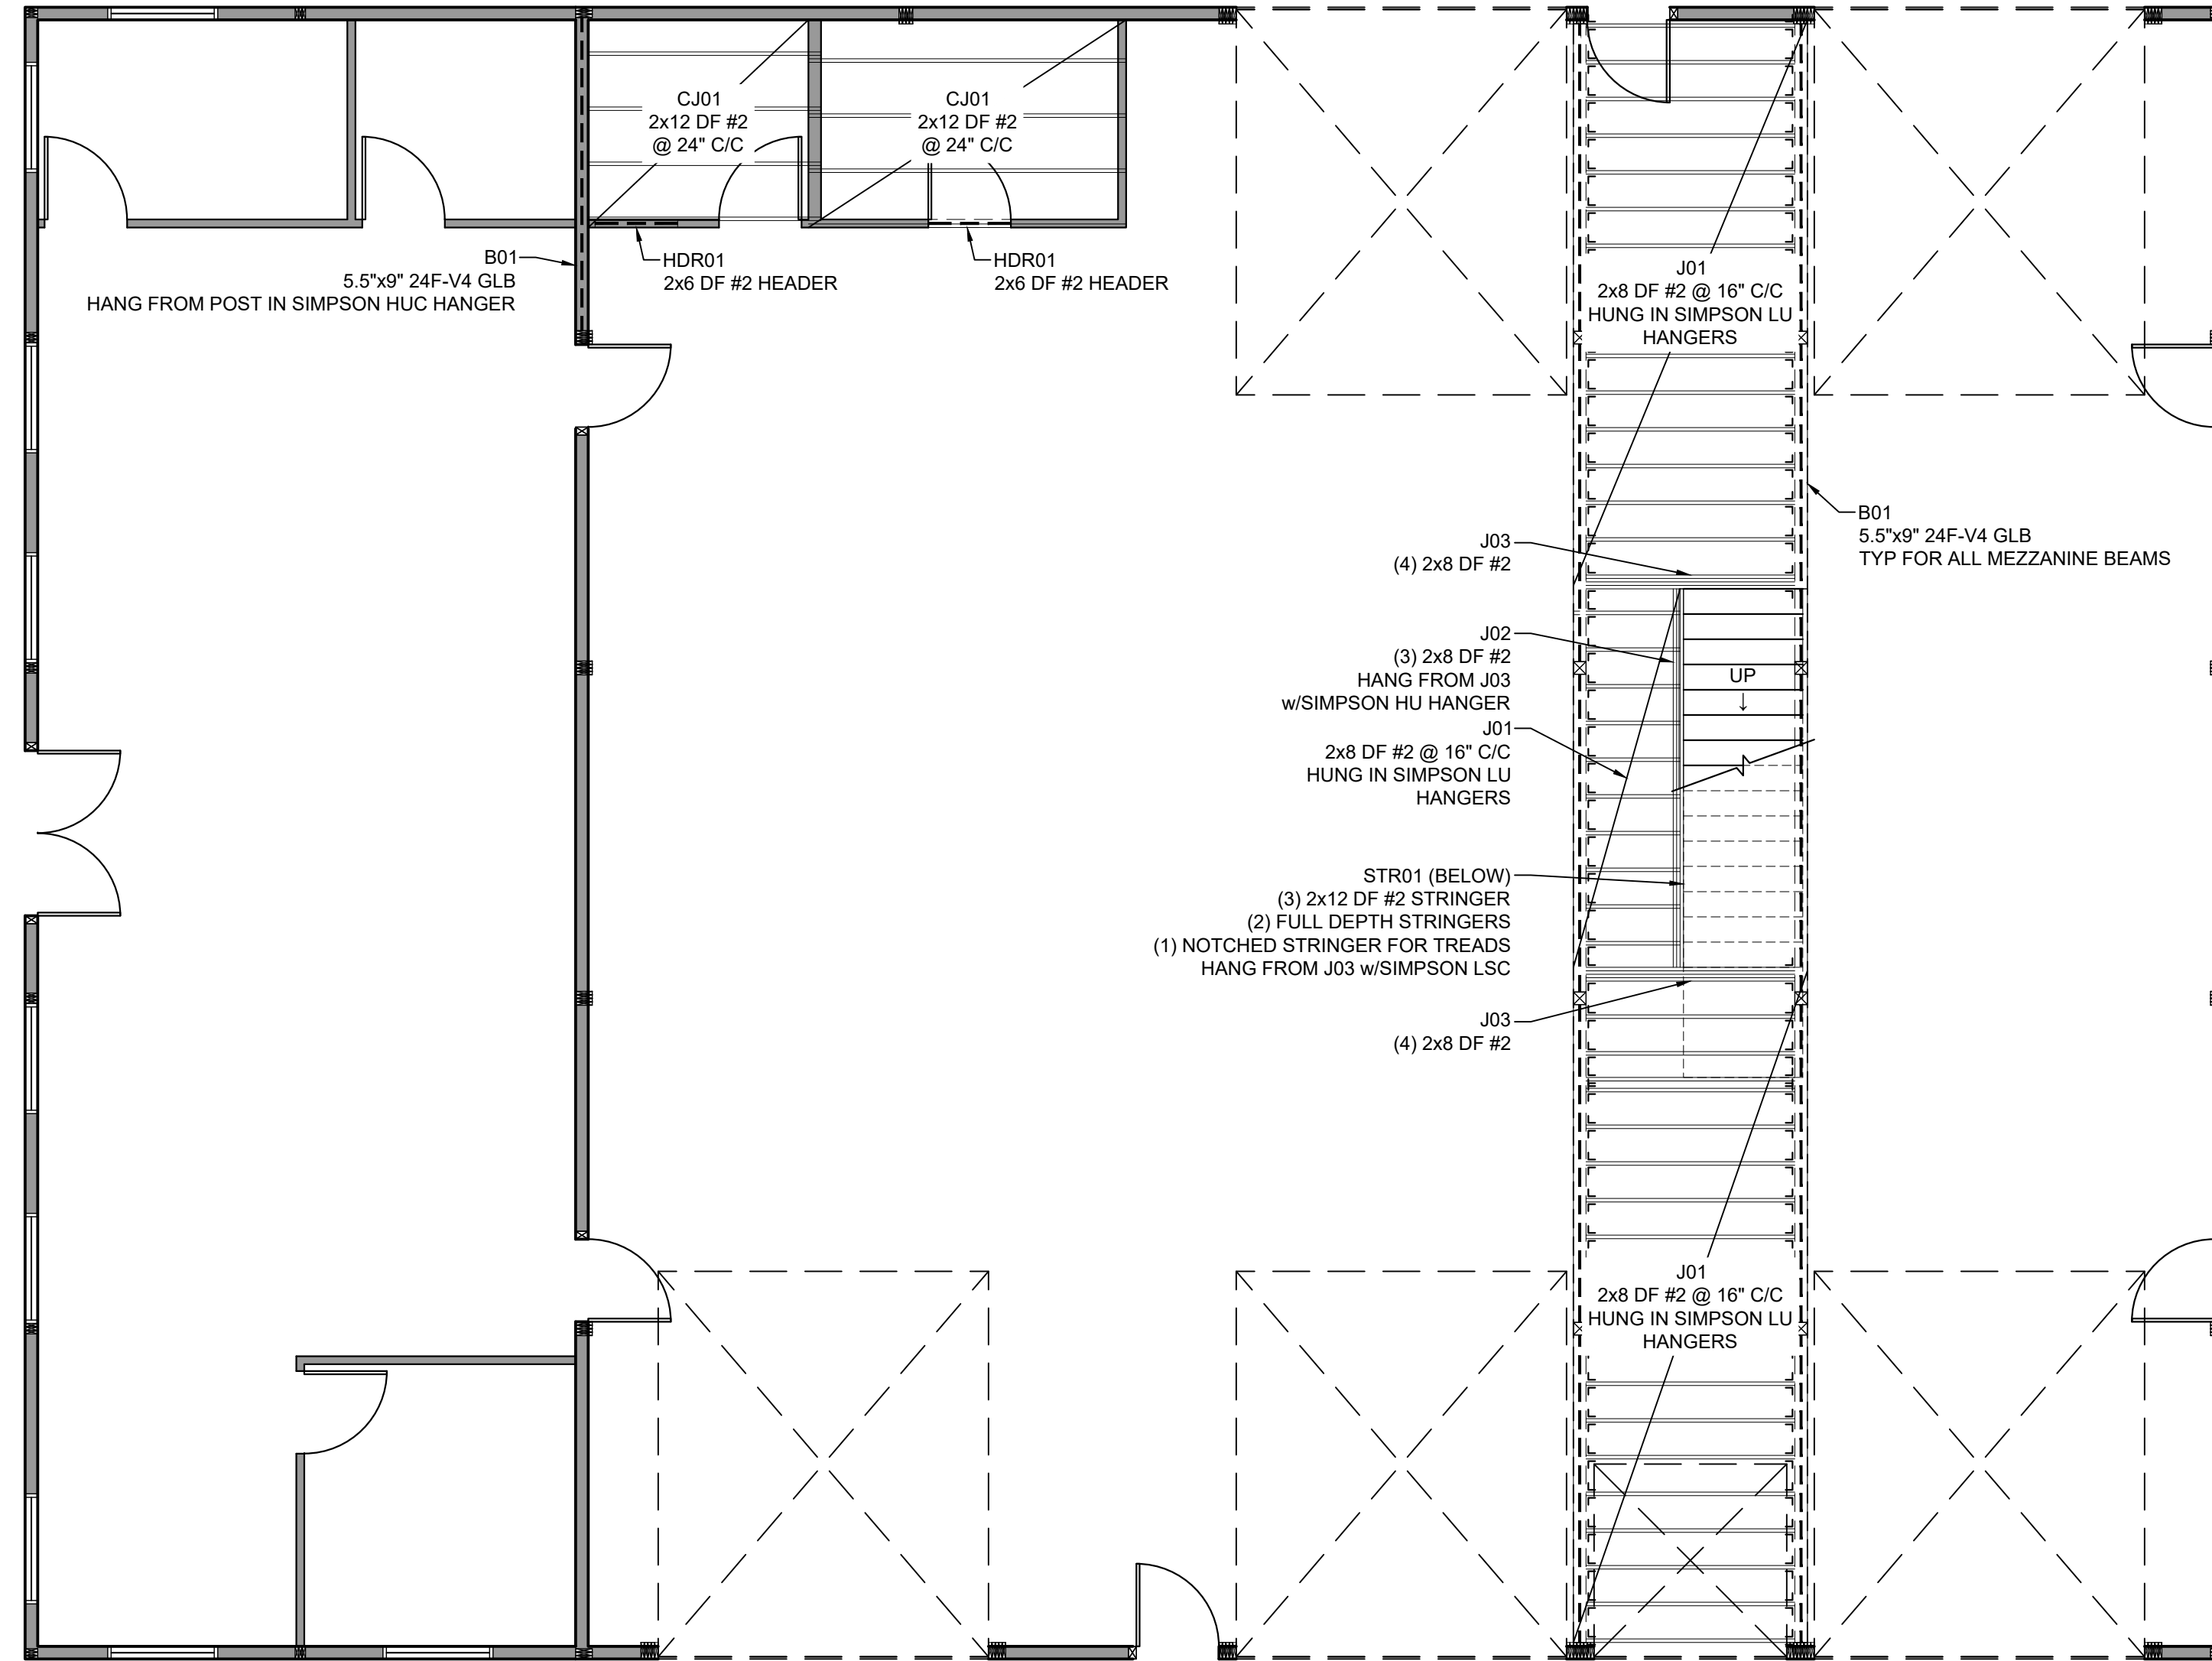 CJ01
2x12 DF #2
@ 24" C/C
CJ01
2x12 DF #2
@ 24" C/C
B01
5.5"x9" 24F-V4 GLB
HANG FROM POST IN SIMPSON HUC HANGER
HDR01
2x6 DF #2 HEADER
HDR01
2x6 DF #2 HEADER
J01
2x8 DF #2 @ 16" C/C
HUNG IN SIMPSON LU
HANGERS
B01
5.5"x9" 24F-V4 GLB
TYP FOR ALL MEZZANINE BEAMS
J03
(4) 2x8 DF #2
J02
(3) 2x8 DF #2
HANG FROM J03
w/SIMPSON HU HANGER
UP
↓
J01
2x8 DF #2 @ 16" C/C
HUNG IN SIMPSON LU
HANGERS
STR01 (BELOW)
(3) 2x12 DF #2 STRINGER
(2) FULL DEPTH STRINGERS
(1) NOTCHED STRINGER FOR TREADS
HANG FROM J03 w/SIMPSON LSC
J03
(4) 2x8 DF #2
J01
2x8 DF #2 @ 16" C/C
HUNG IN SIMPSON LU
HANGERS